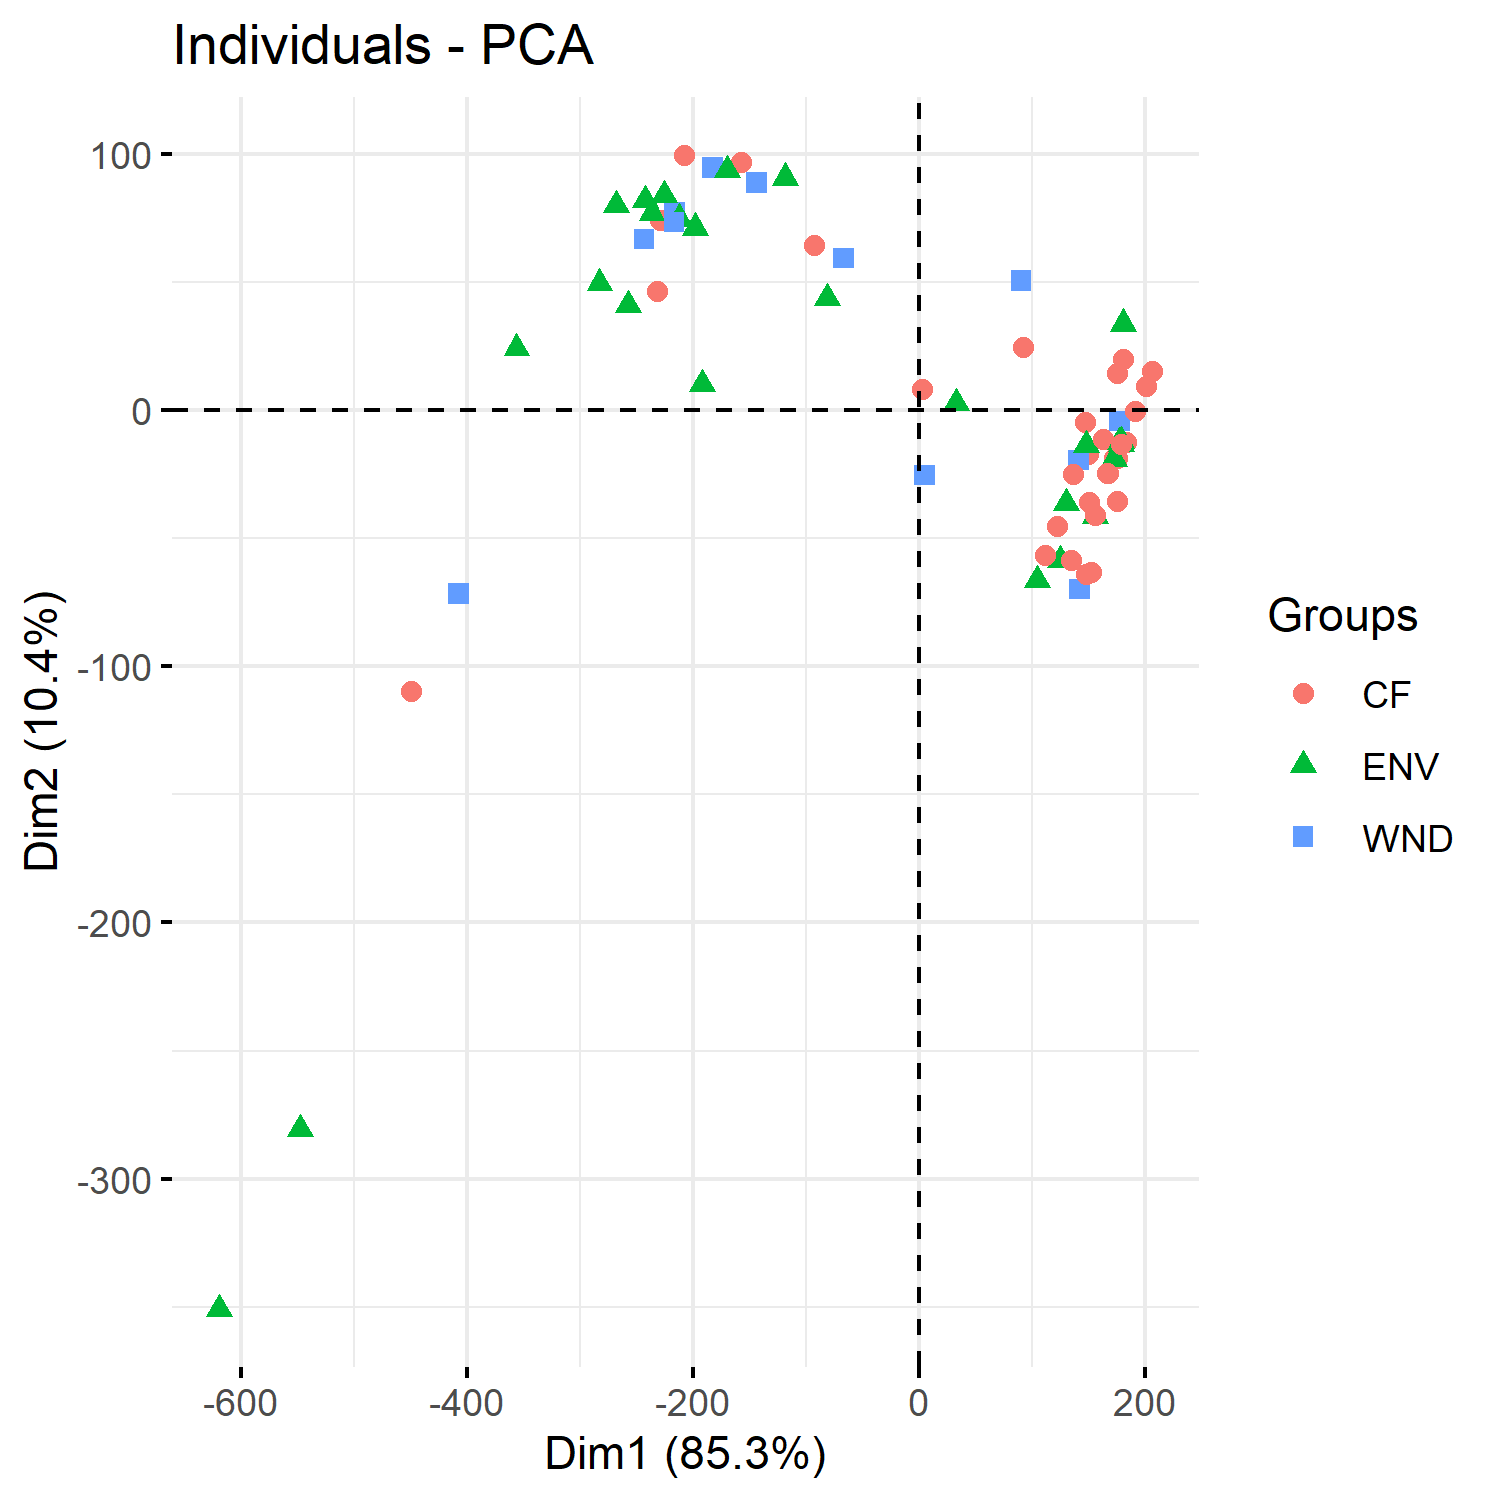 Individuals - PCA
100
0
-100
-200
-300
Dim2 (10.4%)
-600
-400
-200
0
200
Dim1 (85.3%)
Groups
CF
ENV
WND